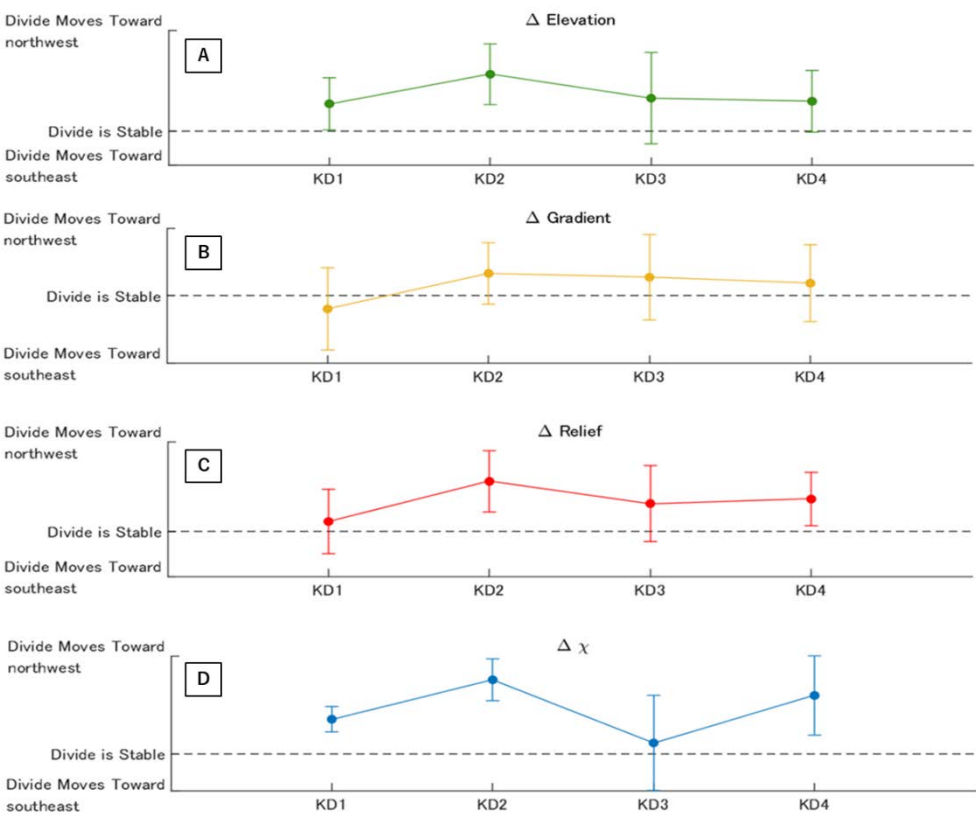 Divide Moves Toward
northwest
Δ Elevation
A
Divide is Stable
Divide Moves Toward
southeast
KD1 KD2 KD3 KD4
Divide Moves Toward
northwest
Δ Gradient
B
Divide is Stable
Divide Moves Toward
southeast
KD1 KD2 KD3 KD4
Divide Moves Toward
northwest
Δ Relief
C
Divide is Stable
Divide Moves Toward
southeast
KD1 KD2 KD3 KD4
Divide Moves Toward
northwest
Δ χ
D
Divide is Stable
Divide Moves Toward
southeast
KD1 KD2 KD3 KD4